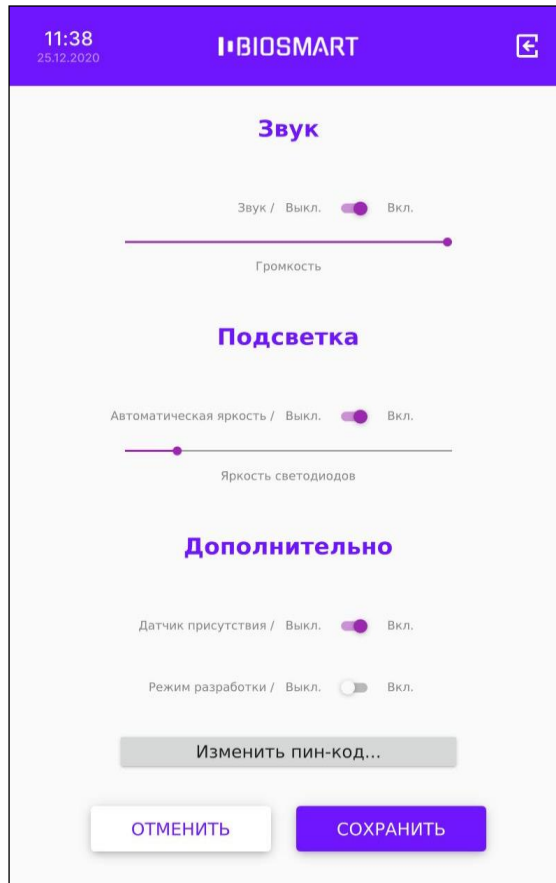 11:38
25.12.2020
BIOSMART
Звук
Звук / Выкл. Вкл.
Громкость
Подсветка
Автоматическая яркость / Выкл. Вкл.
Яркость светодиодов
Дополнительно
Датчик присутствия / Выкл. Вкл.
Режим разработки / Выкл. Вкл.
Изменить пин-код...
ОТМЕНИТЬ СОХРАНИТЬ